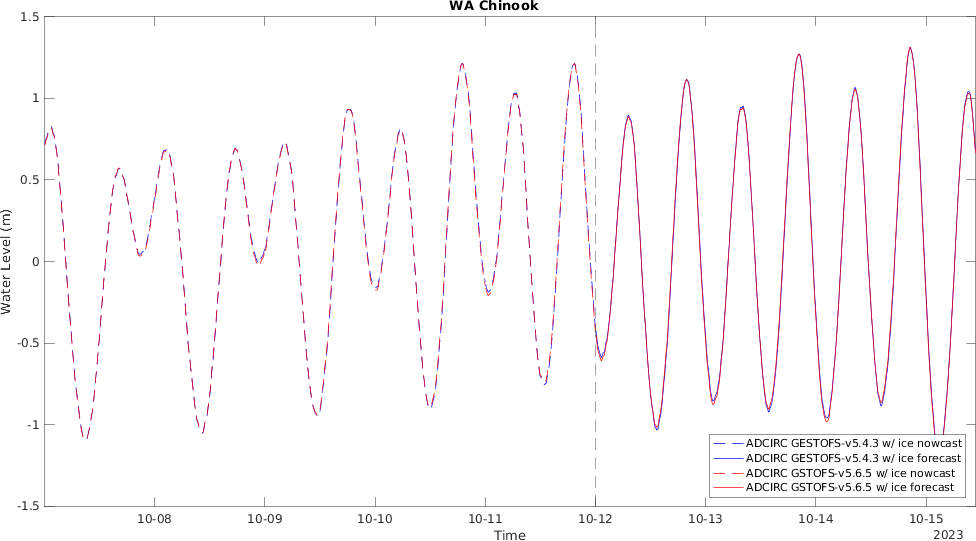 WA Chinook
1.5
1
0.5
0
-0.5
-1
-1.5
Water Level (m)
ADCIRC GESTOFS-v5.4.3 w/ ice nowcast
ADCIRC GESTOFS-v5.4.3 w/ ice forecast
ADCIRC GSTOFS-v5.6.5 w/ ice nowcast
ADCIRC GSTOFS-v5.6.5 w/ ice forecast
10-08 10-09 10-10 10-11 10-12 10-13 10-14 10-15
Time
2023